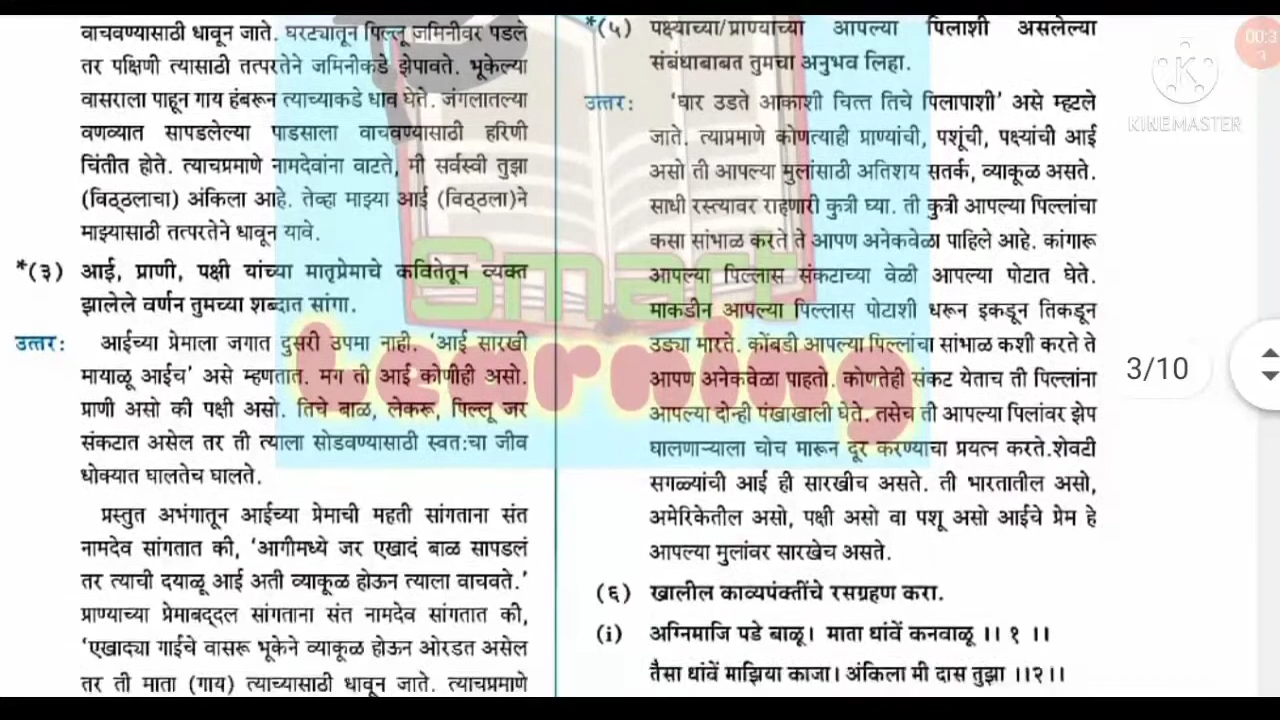 वाचवण्यासाठी धावून जाते. घरट्यातून पिल्लू जमिनीवर पडले
तर पक्षिणी त्यासाठी तत्परतेने जमिनीकडे झेपावते. भूकेल्या
वासराला पाहून गाय हंबरून त्याच्याकडे धाव घेते. जंगलातल्या
वणव्यात सापडलेल्या पाडसाला वाचवण्यासाठी हरिणी
चिंतीत होते. त्याचप्रमाणे नामदेवांना वाटते, मी सर्वस्वी तुझा
(विठ्ठलाचा) अंकिला आहे. तेव्हा माझ्या आई (विठ्ठला)ने
माझ्यासाठी तत्परतेने धावून यावे.
*(३) आई, प्राणी, पक्षी यांच्या मातृप्रेमाचे कवितेतून व्यक्त
झालेले वर्णन तुमच्या शब्दात सांगा.
उत्तर: आईच्या प्रेमाला जगात दुसरी उपमा नाही. ‘आई सारखी
मायाळू आईच’ असे म्हणतात. मग ती आई कोणीही असो.
प्राणी असो की पक्षी असो. तिचे बाळ, लेकरू, पिल्लू जर
संकटात असेल तर ती त्याला सोडवण्यासाठी स्वत:चा जीव
धोक्यात घालतेच घालते.
प्रस्तुत अभंगातून आईच्या प्रेमाची महती सांगताना संत
नामदेव सांगतात की, ‘आगीमध्ये जर एखादं बाळ सापडलं
तर त्याची दयाळू आई अती व्याकूळ होऊन त्याला वाचवते.’
प्राण्याच्या प्रेमाबद्दल सांगताना संत नामदेव सांगतात की,
‘एखाद्या गाईचे वासरू भूकेने व्याकूळ होऊन ओरडत असेल
तर ती माता (गाय) त्याच्यासाठी धावून जाते. त्याचप्रमाणे
*(५) पक्ष्याच्या/प्राण्याच्या आपल्या पिलाशी असलेल्या
संबंधाबाबत तुमचा अनुभव लिहा.
उत्तर: ‘घार उडते आकाशी चित्त तिचे पिलापाशी’ असे म्हटले
जाते. त्याप्रमाणे कोणत्याही प्राण्यांची, पशूंची, पक्ष्यांची आई
असो ती आपल्या मुलांसाठी अतिशय सतर्क, व्याकूळ असते.
साधी रस्त्यावर राहणारी कुत्री घ्या. ती कुत्री आपल्या पिल्लांचा
कसा सांभाळ करते ते आपण अनेकवेळा पाहिले आहे. कांगारू
आपल्या पिल्लास संकटाच्या वेळी आपल्या पोटात घेते.
माकडीन आपल्या पिल्लास पोटाशी धरून इकडून तिकडून
उड्या मारते. कोंबडी आपल्या पिल्लांचा सांभाळ कशी करते ते
आपण अनेकवेळा पाहतो. कोणतेही संकट येताच ती पिल्लांना
आपल्या दोन्ही पंखाखाली घेते. तसेच ती आपल्या पिलांवर झेप
घालणाऱ्याला चोच मारून दूर करण्याचा प्रयत्न करते.शेवटी
सगळ्यांची आई ही सारखीच असते. ती भारतातील असो,
अमेरिकेतील असो, पक्षी असो वा पशू असो आईचे प्रेम हे
आपल्या मुलांवर सारखेच असते.
(६) खालील काव्यपंक्तींचे रसग्रहण करा.
(i) अग्निमाजि पडे बाळू। माता धांवें कनवाळू ।। १ ।।
तैसा धांवें माझिया काजा। अंकिला मी दास तुझा ।।२।।
Smart
Learning
K
KINEMASTER
3/10